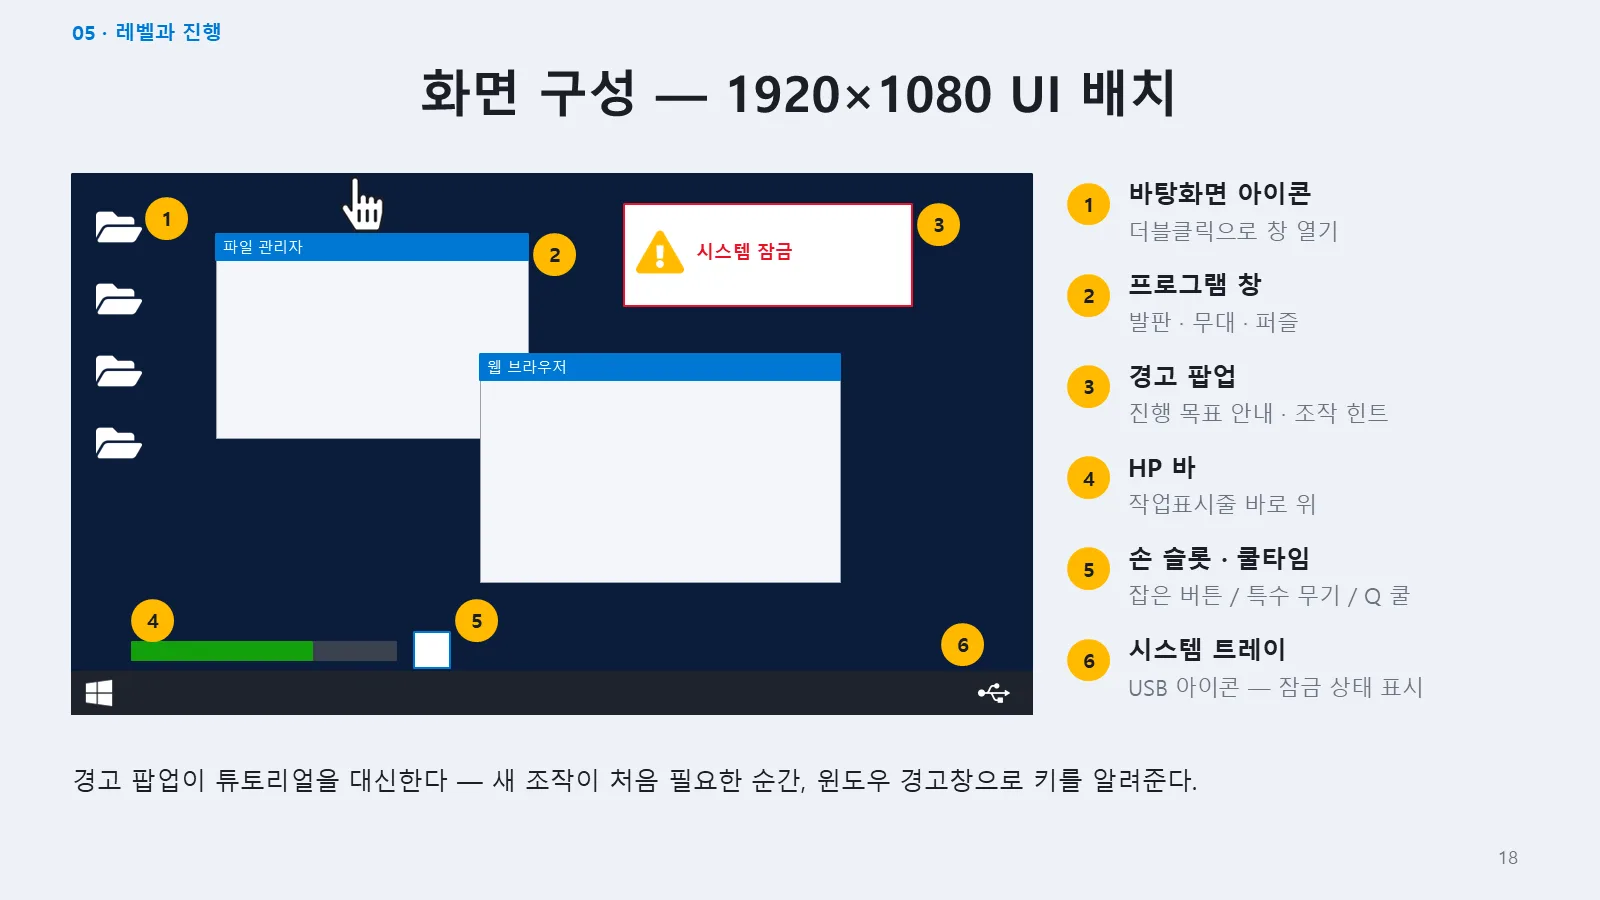 05 · 레벨과 진행
화면 구성 — 1920×1080 UI 배치
1
파일 관리자
2
시스템 잠금
3
웹 브라우저
4
5
6
1
바탕화면 아이콘
더블클릭으로 창 열기
2
프로그램 창
발판 · 무대 · 퍼즐
3
경고 팝업
진행 목표 안내 · 조작 힌트
4
HP 바
작업표시줄 바로 위
5
손 슬롯 · 쿨타임
잡은 버튼 / 특수 무기 / Q 쿨
6
시스템 트레이
USB 아이콘 — 잠금 상태 표시
경고 팝업이 튜토리얼을 대신한다 — 새 조작이 처음 필요한 순간, 윈도우 경고창으로 키를 알려준다.
18